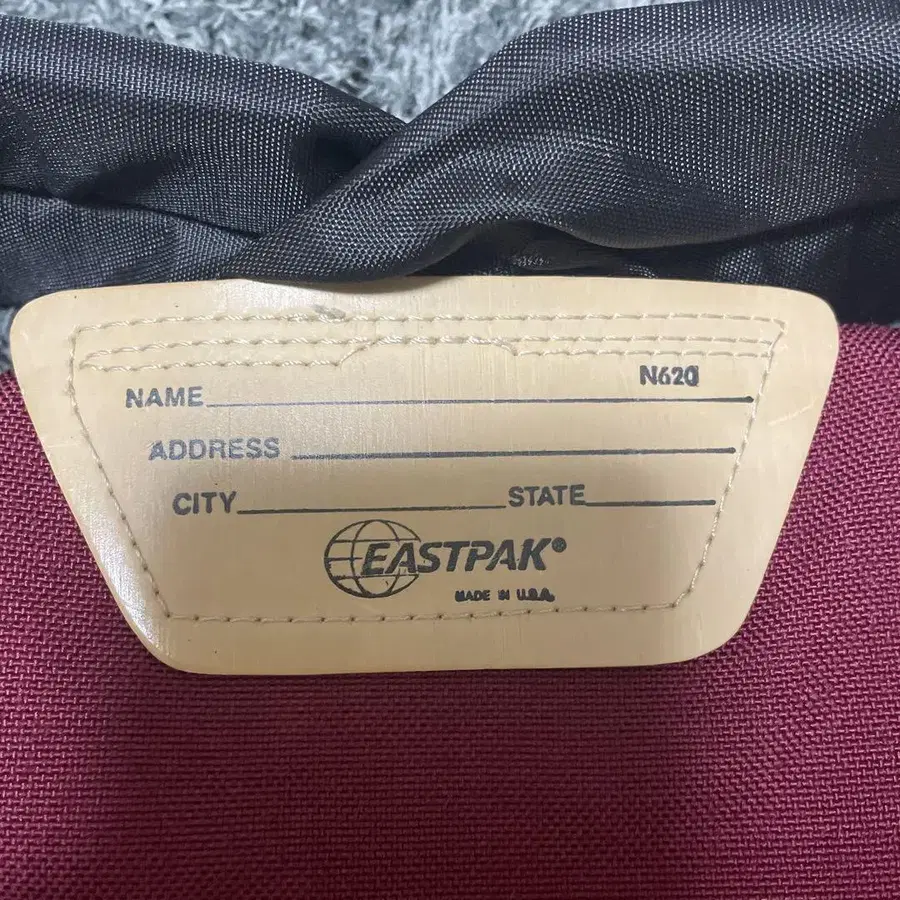 N620
NAME
ADDRESS
CITY STATE
EASTPAK®
MADE IN U.S.A.